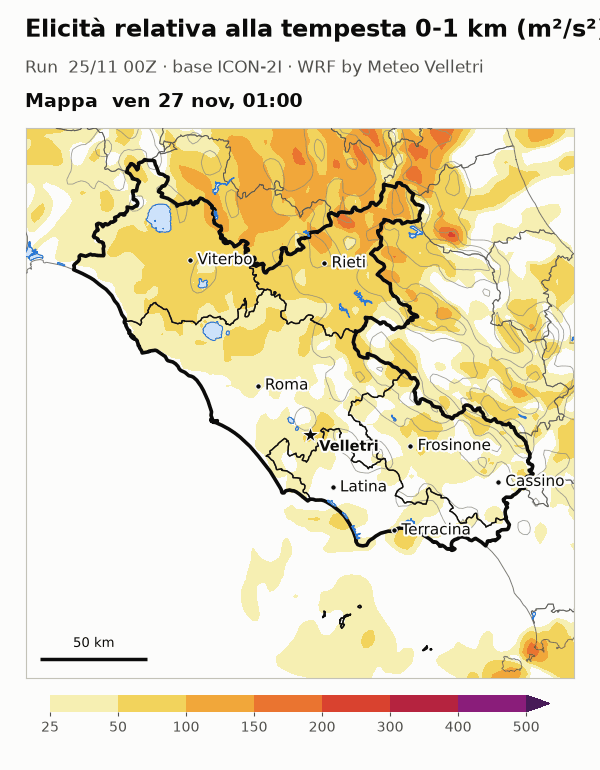 Elicità relativa alla tempesta 0-1 km (m²/s²)
Run  25/11 00Z · base ICON-2I · WRF by Meteo Velletri
Mappa  ven 27 nov, 01:00
Viterbo
Rieti
Roma
Velletri
Frosinone
Cassino
Latina
Terracina
50 km
25 50 100 150 200 300 400 500